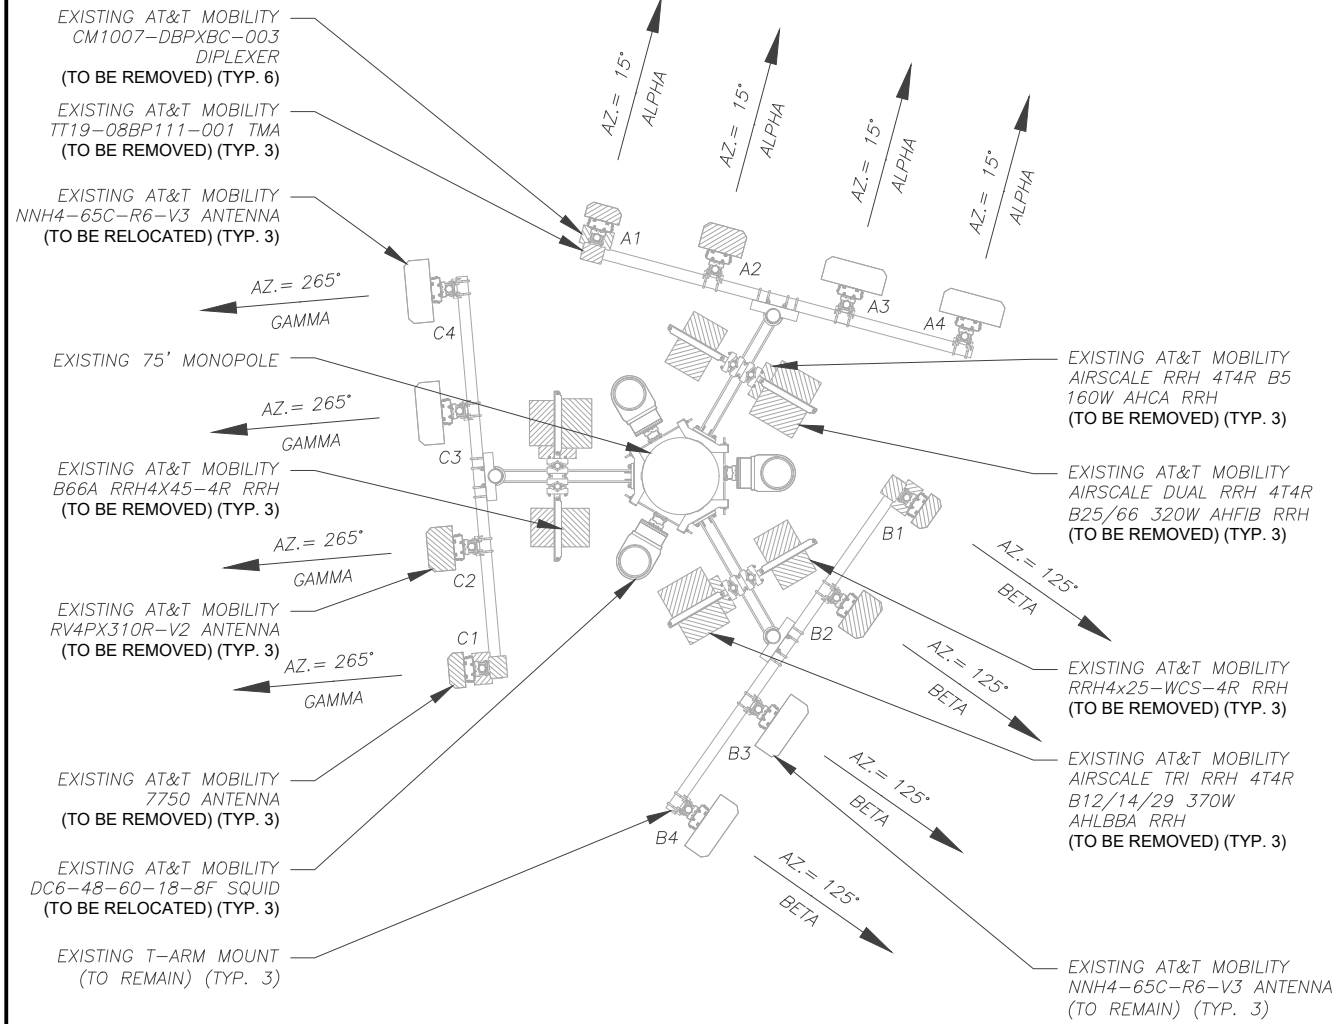 EXISTING AT&T MOBILITY
CM1007-DBPXBC-003
DIPLEXER
(TO BE REMOVED) (TYP. 6)
EXISTING AT&T MOBILITY
TT19-08BP111-001 TMA
(TO BE REMOVED) (TYP. 3)
EXISTING AT&T MOBILITY
NNH4-65C-R6-V3 ANTENNA
(TO BE RELOCATED) (TYP. 3)
EXISTING 75' MONOPOLE
EXISTING AT&T MOBILITY
B66A RRH4X45-4R RRH
(TO BE REMOVED) (TYP. 3)
EXISTING AT&T MOBILITY
RV4PX310R-V2 ANTENNA
(TO BE REMOVED) (TYP. 3)
EXISTING AT&T MOBILITY
7750 ANTENNA
(TO BE REMOVED) (TYP. 3)
EXISTING AT&T MOBILITY
DC6-48-60-18-8F SQUID
(TO BE RELOCATED) (TYP. 3)
EXISTING T-ARM MOUNT
(TO REMAIN) (TYP. 3)
AZ.= 15°
ALPHA
AZ.= 15°
ALPHA
AZ.= 15°
ALPHA
AZ.= 15°
ALPHA
A1
A2
A3
A4
AZ.= 265°
GAMMA
C4
AZ.= 265°
GAMMA
C3
AZ.= 265°
GAMMA
C2
C1
AZ.= 265°
GAMMA
B1
AZ.= 125°
BETA
B2
AZ.= 125°
BETA
B3
AZ.= 125°
BETA
B4
AZ.= 125°
BETA
EXISTING AT&T MOBILITY
AIRSCALE RRH 4T4R B5
160W AHCA RRH
(TO BE REMOVED) (TYP. 3)
EXISTING AT&T MOBILITY
AIRSCALE DUAL RRH 4T4R
B25/66 320W AHFIB RRH
(TO BE REMOVED) (TYP. 3)
EXISTING AT&T MOBILITY
RRH4x25-WCS-4R RRH
(TO BE REMOVED) (TYP. 3)
EXISTING AT&T MOBILITY
AIRSCALE TRI RRH 4T4R
B12/14/29 370W
AHLBBA RRH
(TO BE REMOVED) (TYP. 3)
EXISTING AT&T MOBILITY
NNH4-65C-R6-V3 ANTENNA
(TO REMAIN) (TYP. 3)